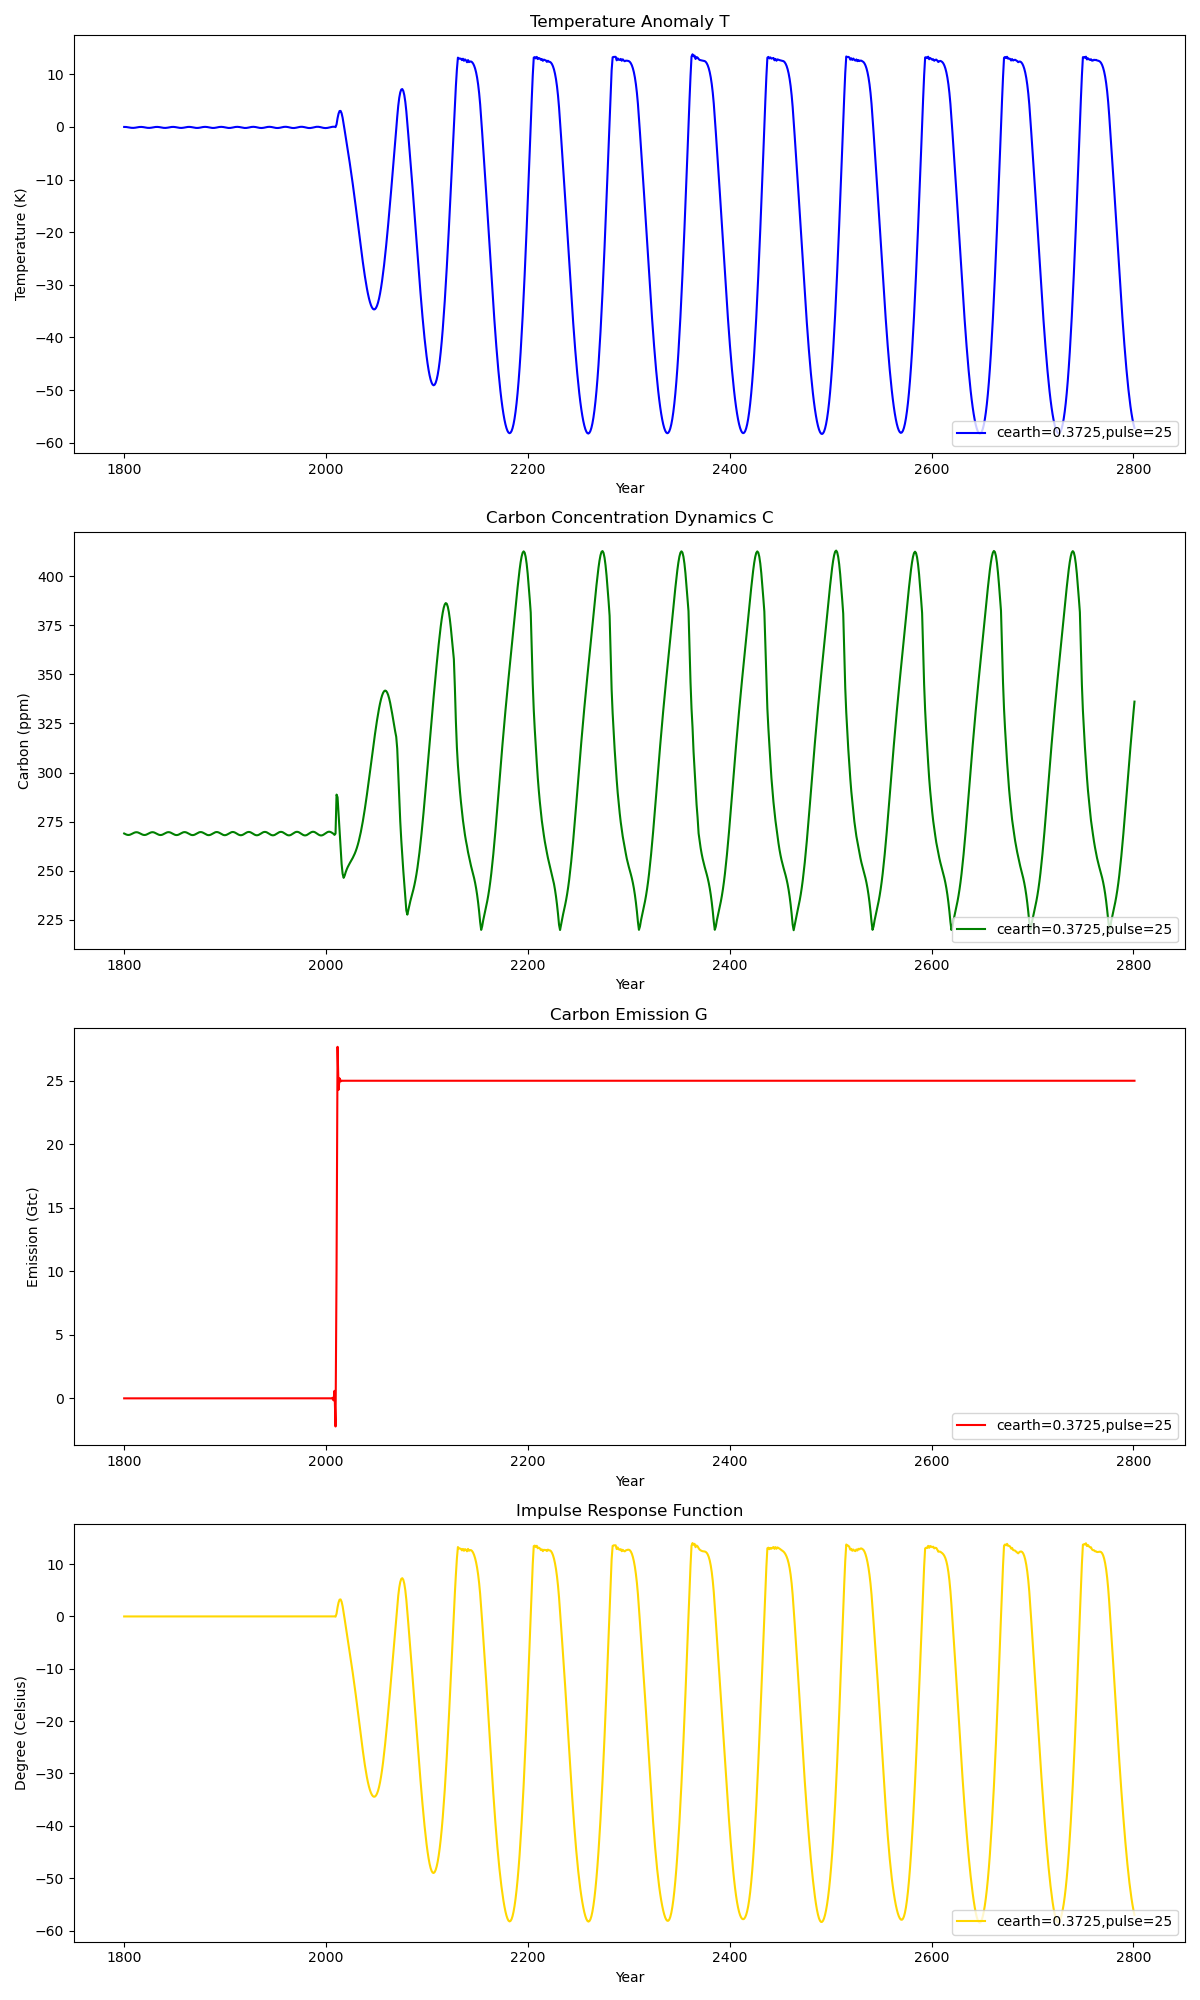 Temperature Anomaly T
10
0
−10
−20
−30
−40
−50
−60
Temperature (K)
cearth=0.3725,pulse=25
1800 2000 2200 2400 2600 2800
Year
Carbon Concentration Dynamics C
400
375
350
325
300
275
250
225
Carbon (ppm)
cearth=0.3725,pulse=25
1800 2000 2200 2400 2600 2800
Year
Carbon Emission G
25
20
15
10
5
0
Emission (Gtc)
cearth=0.3725,pulse=25
1800 2000 2200 2400 2600 2800
Year
Impulse Response Function
10
0
−10
−20
−30
−40
−50
−60
Degree (Celsius)
cearth=0.3725,pulse=25
1800 2000 2200 2400 2600 2800
Year